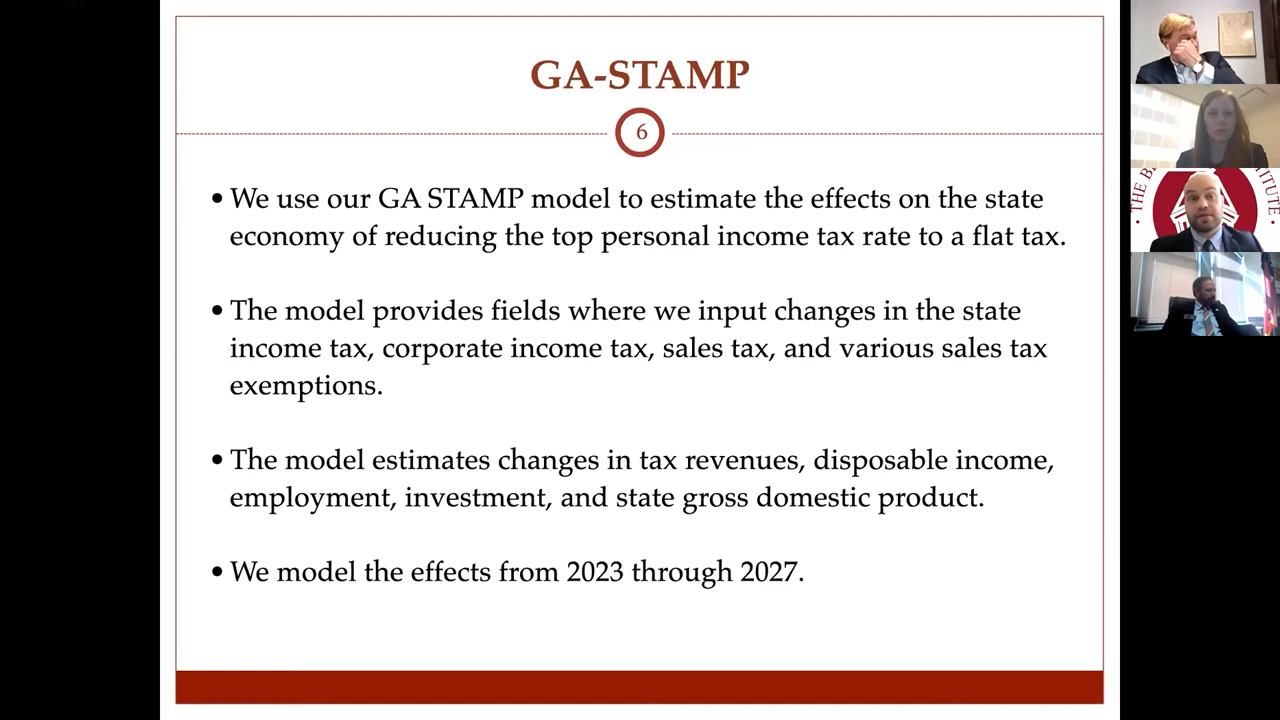 GA-STAMP
6
• We use our GA STAMP model to estimate the effects on the state
economy of reducing the top personal income tax rate to a flat tax.
• The model provides fields where we input changes in the state
income tax, corporate income tax, sales tax, and various sales tax
exemptions.
• The model estimates changes in tax revenues, disposable income,
employment, investment, and state gross domestic product.
• We model the effects from 2023 through 2027.
THE B